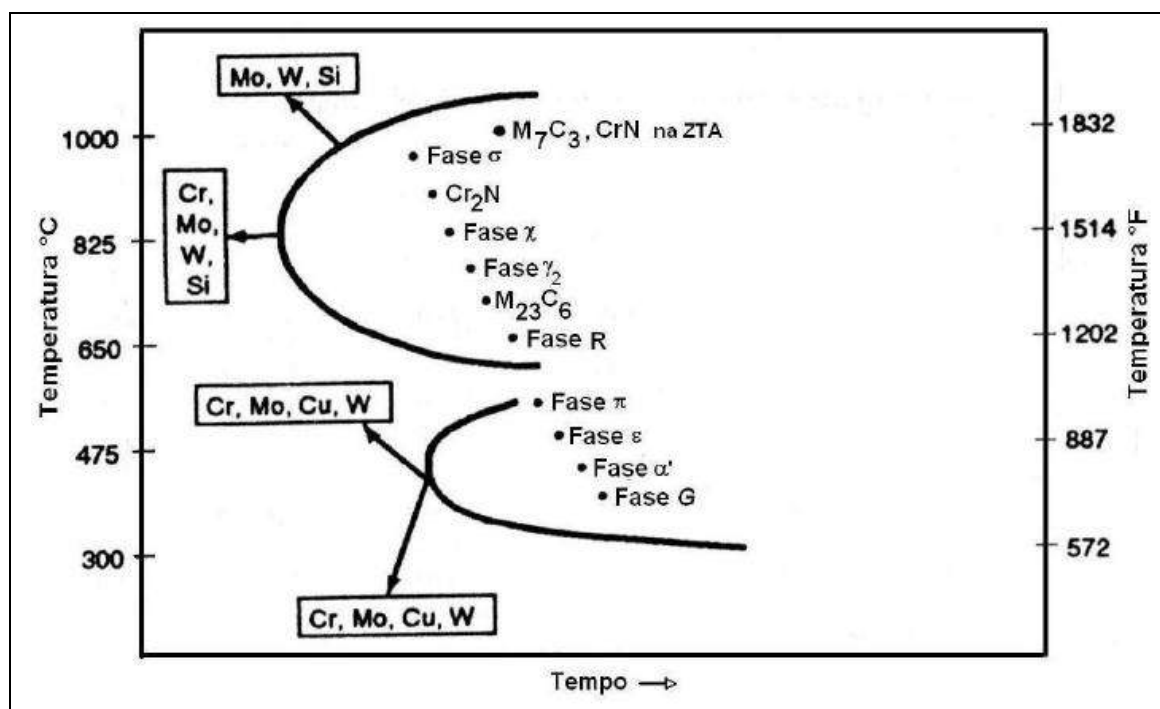 Mo, W, Si
1000
M7C3, CrN na ZTA
1832
Fase σ
Cr,
Mo,
W,
Si
Cr2N
825
Fase χ
1514
Fase γ2
M23C6
650
Fase R
1202
Cr, Mo, Cu, W
Fase π
475
Fase ε
887
Fase α'
Fase G
300
572
Cr, Mo, Cu, W
Temperatura °C
Temperatura °F
Tempo →